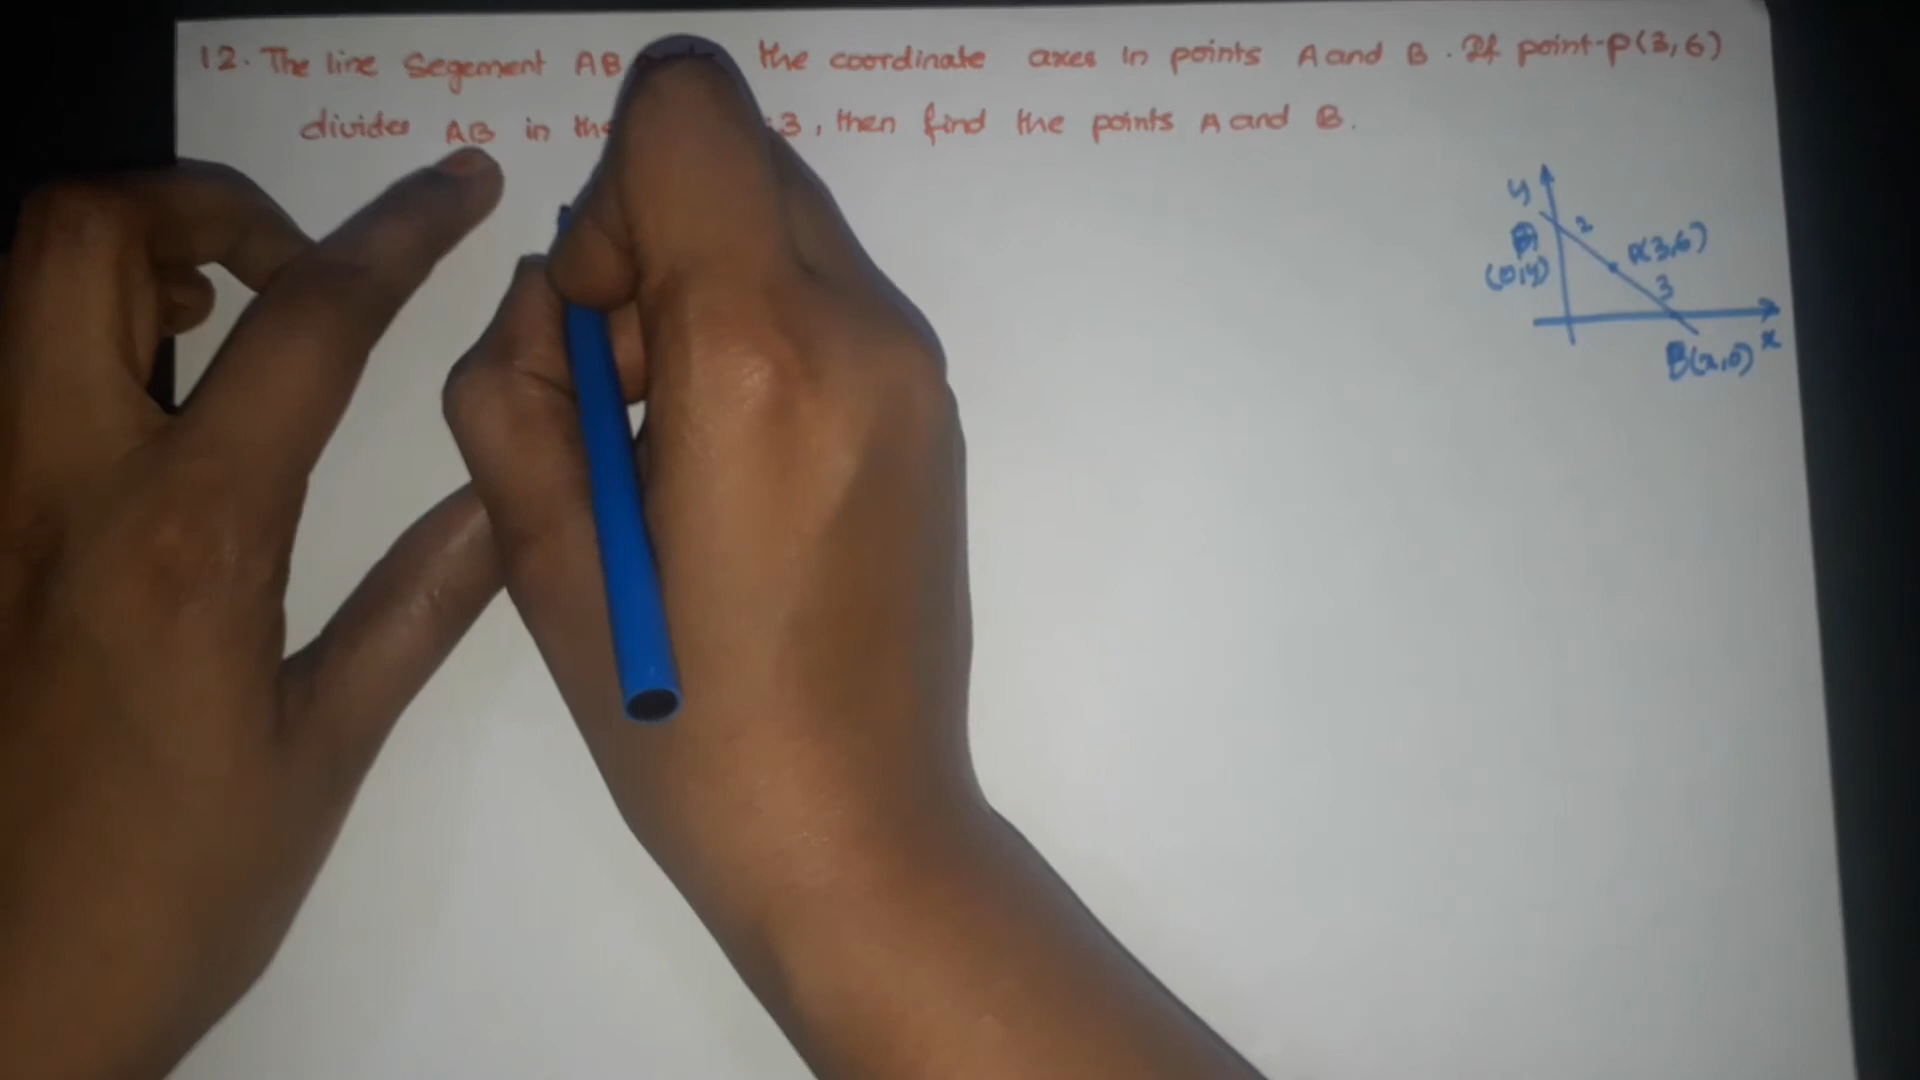 12. The line Segement AB the coordinate axes in points A and B. If point-P(3,6)
divides AB in the :3, then find the points A and B.
y
2
P(3,6)
(0,y)
3
B(x,0) x